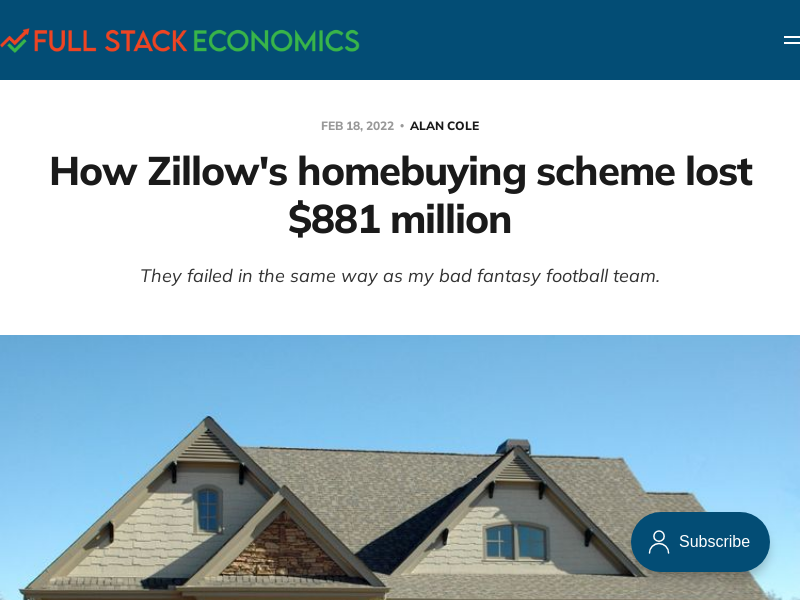 FULL STACK ECONOMICS
FEB 18, 2022 • ALAN COLE
How Zillow's homebuying scheme lost
$881 million
They failed in the same way as my bad fantasy football team.
Subscribe